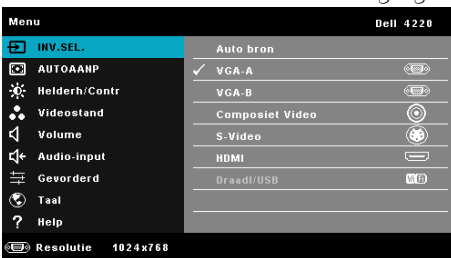 Menu Dell 4220
INV.SEL. Auto bron
AUTOAANP VGA-A
Helderh/Contr VGA-B
Videostand Composiet Video
Volume S-Video
Audio-input HDMI
Gevorderd Draadl/USB
Taal
Help
Resolutie 1024x768